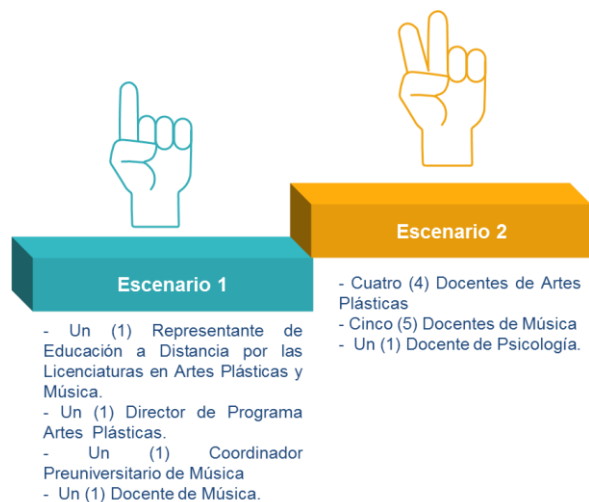 Escenario 1
- Un (1) Representante de
Educación a Distancia por las
Licenciaturas en Artes Plásticas y
Música.
- Un (1) Director de Programa
Artes Plásticas.
- Un (1) Coordinador
Preuniversitario de Música
- Un (1) Docente de Música.
Escenario 2
- Cuatro (4) Docentes de Artes
Plásticas
- Cinco (5) Docentes de Música
- Un (1) Docente de Psicología.